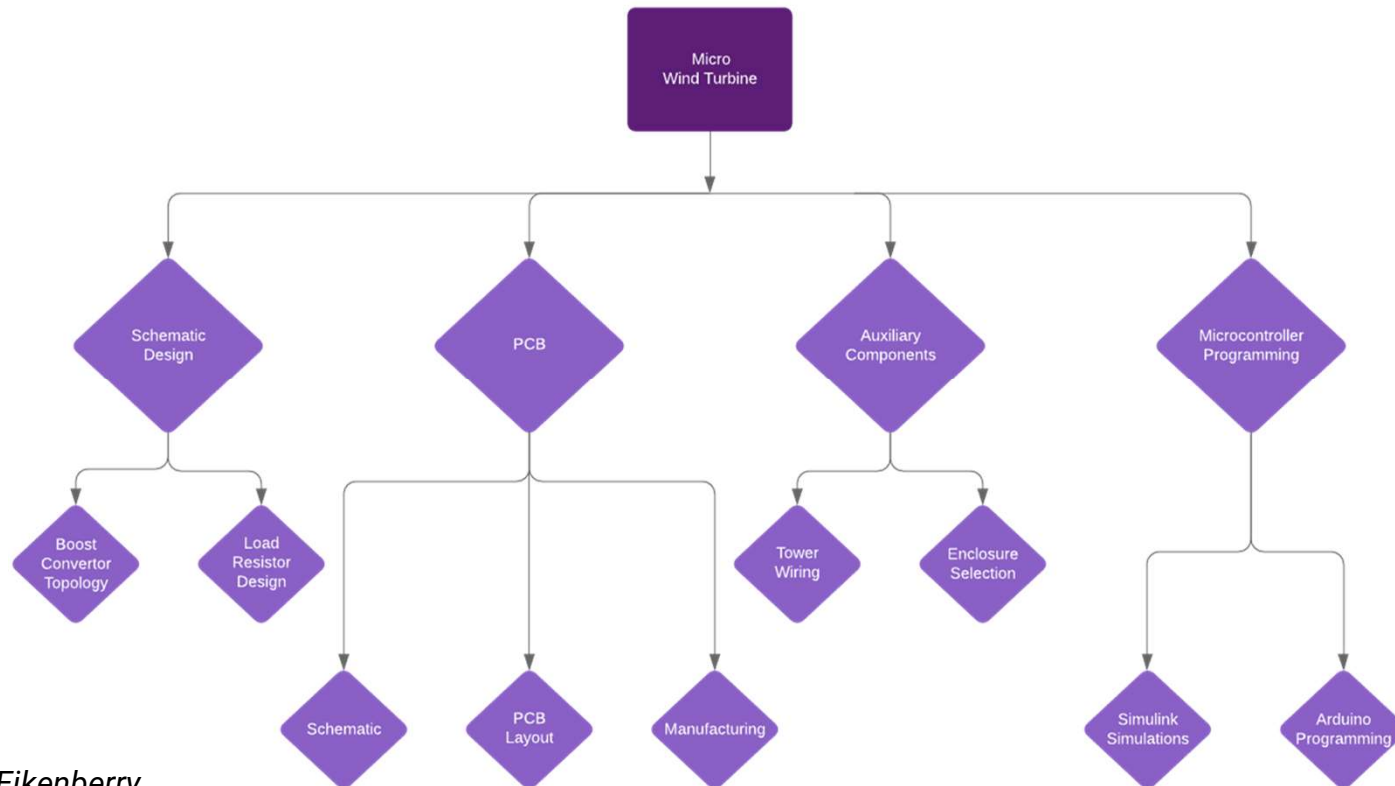 Micro
Wind Turbine
Schematic
Design
PCB
Auxiliary
Components
Microcontroller
Programming
Boost
Convertor
Topology
Load
Resistor
Design
Tower
Wiring
Enclosure
Selection
Schematic
PCB
Layout
Manufacturing
Simulink
Simulations
Arduino
Programming
Eikenberry